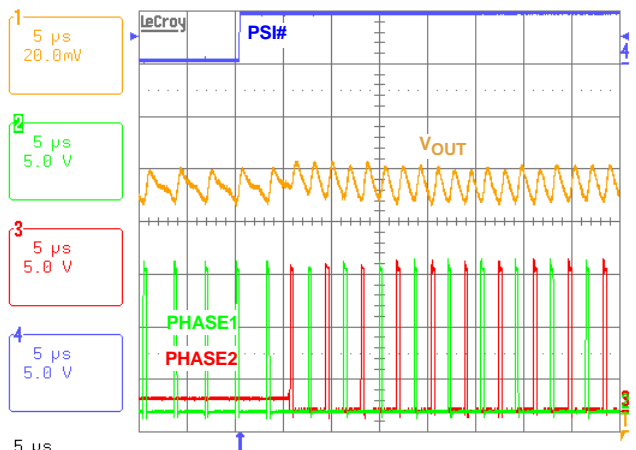 1
5 µs
20.0mV
2
5 µs
5.0 V
3
5 µs
5.0 V
4
5 µs
5.0 V
5 µs
LeCroy
PSI#
4
VOUT
PHASE1
PHASE2
3
1